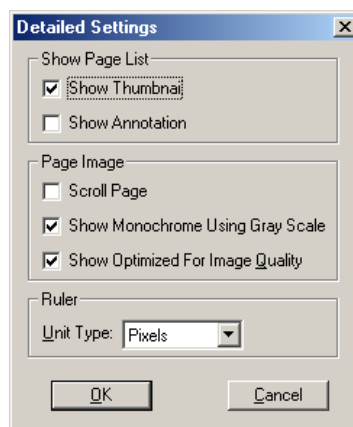 Detailed Settings
Show Page List
Show Thumbnai
Show Annotation
Page Image
Scroll Page
Show Monochrome Using Gray Scale
Show Optimized For Image Quality
Ruler
Unit Type: Pixels
OK Cancel